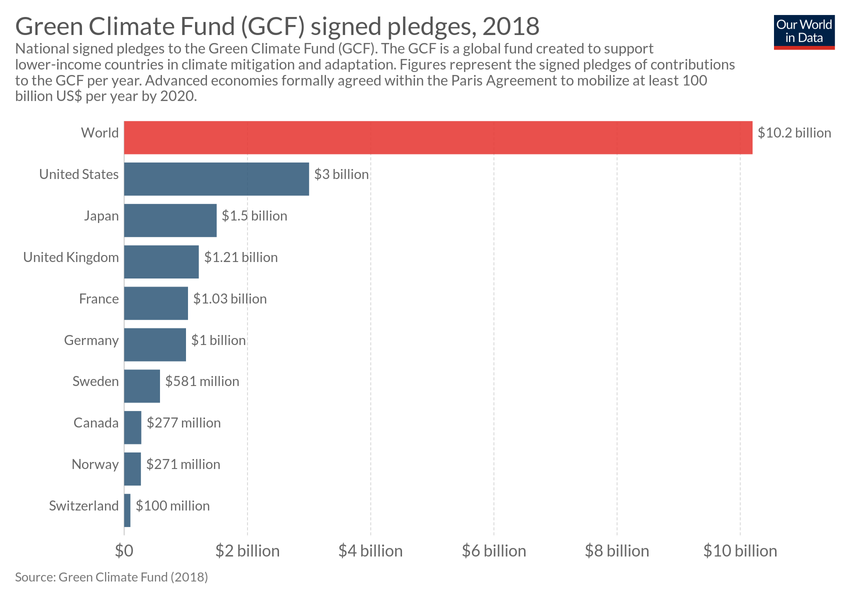 Green Climate Fund (GCF) signed pledges, 2018
Our World
in Data
National signed pledges to the Green Climate Fund (GCF). The GCF is a global fund created to support
lower-income countries in climate mitigation and adaptation. Figures represent the signed pledges of contributions
to the GCF per year. Advanced economies formally agreed within the Paris Agreement to mobilize at least 100
billion US$ per year by 2020.
World $10.2 billion
United States $3 billion
Japan $1.5 billion
United Kingdom $1.21 billion
France $1.03 billion
Germany $1 billion
Sweden $581 million
Canada $277 million
Norway $271 million
Switzerland $100 million
$0 $2 billion $4 billion $6 billion $8 billion $10 billion
Source: Green Climate Fund (2018)